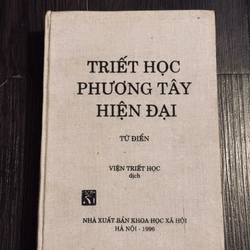 TRIẾT HỌC
PHƯƠNG TÂY
HIỆN ĐẠI
TỪ ĐIỂN
VIỆN TRIẾT HỌC
dịch
NHÀ XUẤT BẢN KHOA HỌC XÃ HỘI
HÀ NỘI - 1996